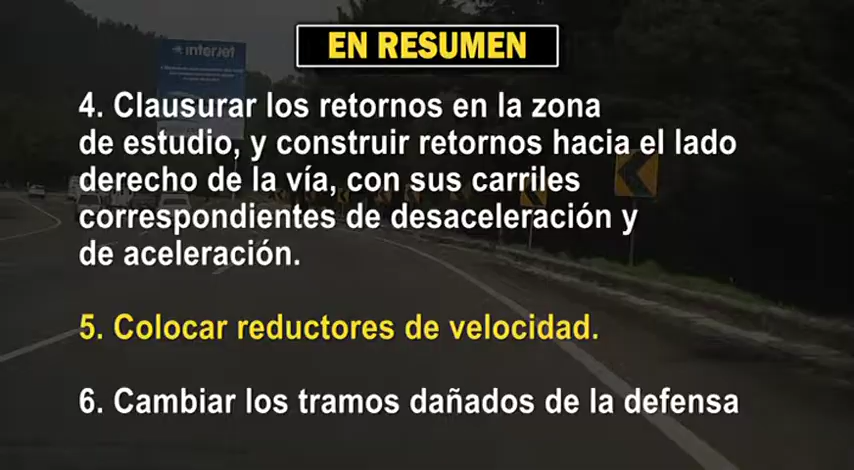 interjet
EN RESUMEN
4. Clausurar los retornos en la zona
de estudio, y construir retornos hacia el lado
derecho de la vía, con sus carriles
correspondientes de desaceleración y
de aceleración.
5. Colocar reductores de velocidad.
6. Cambiar los tramos dañados de la defensa